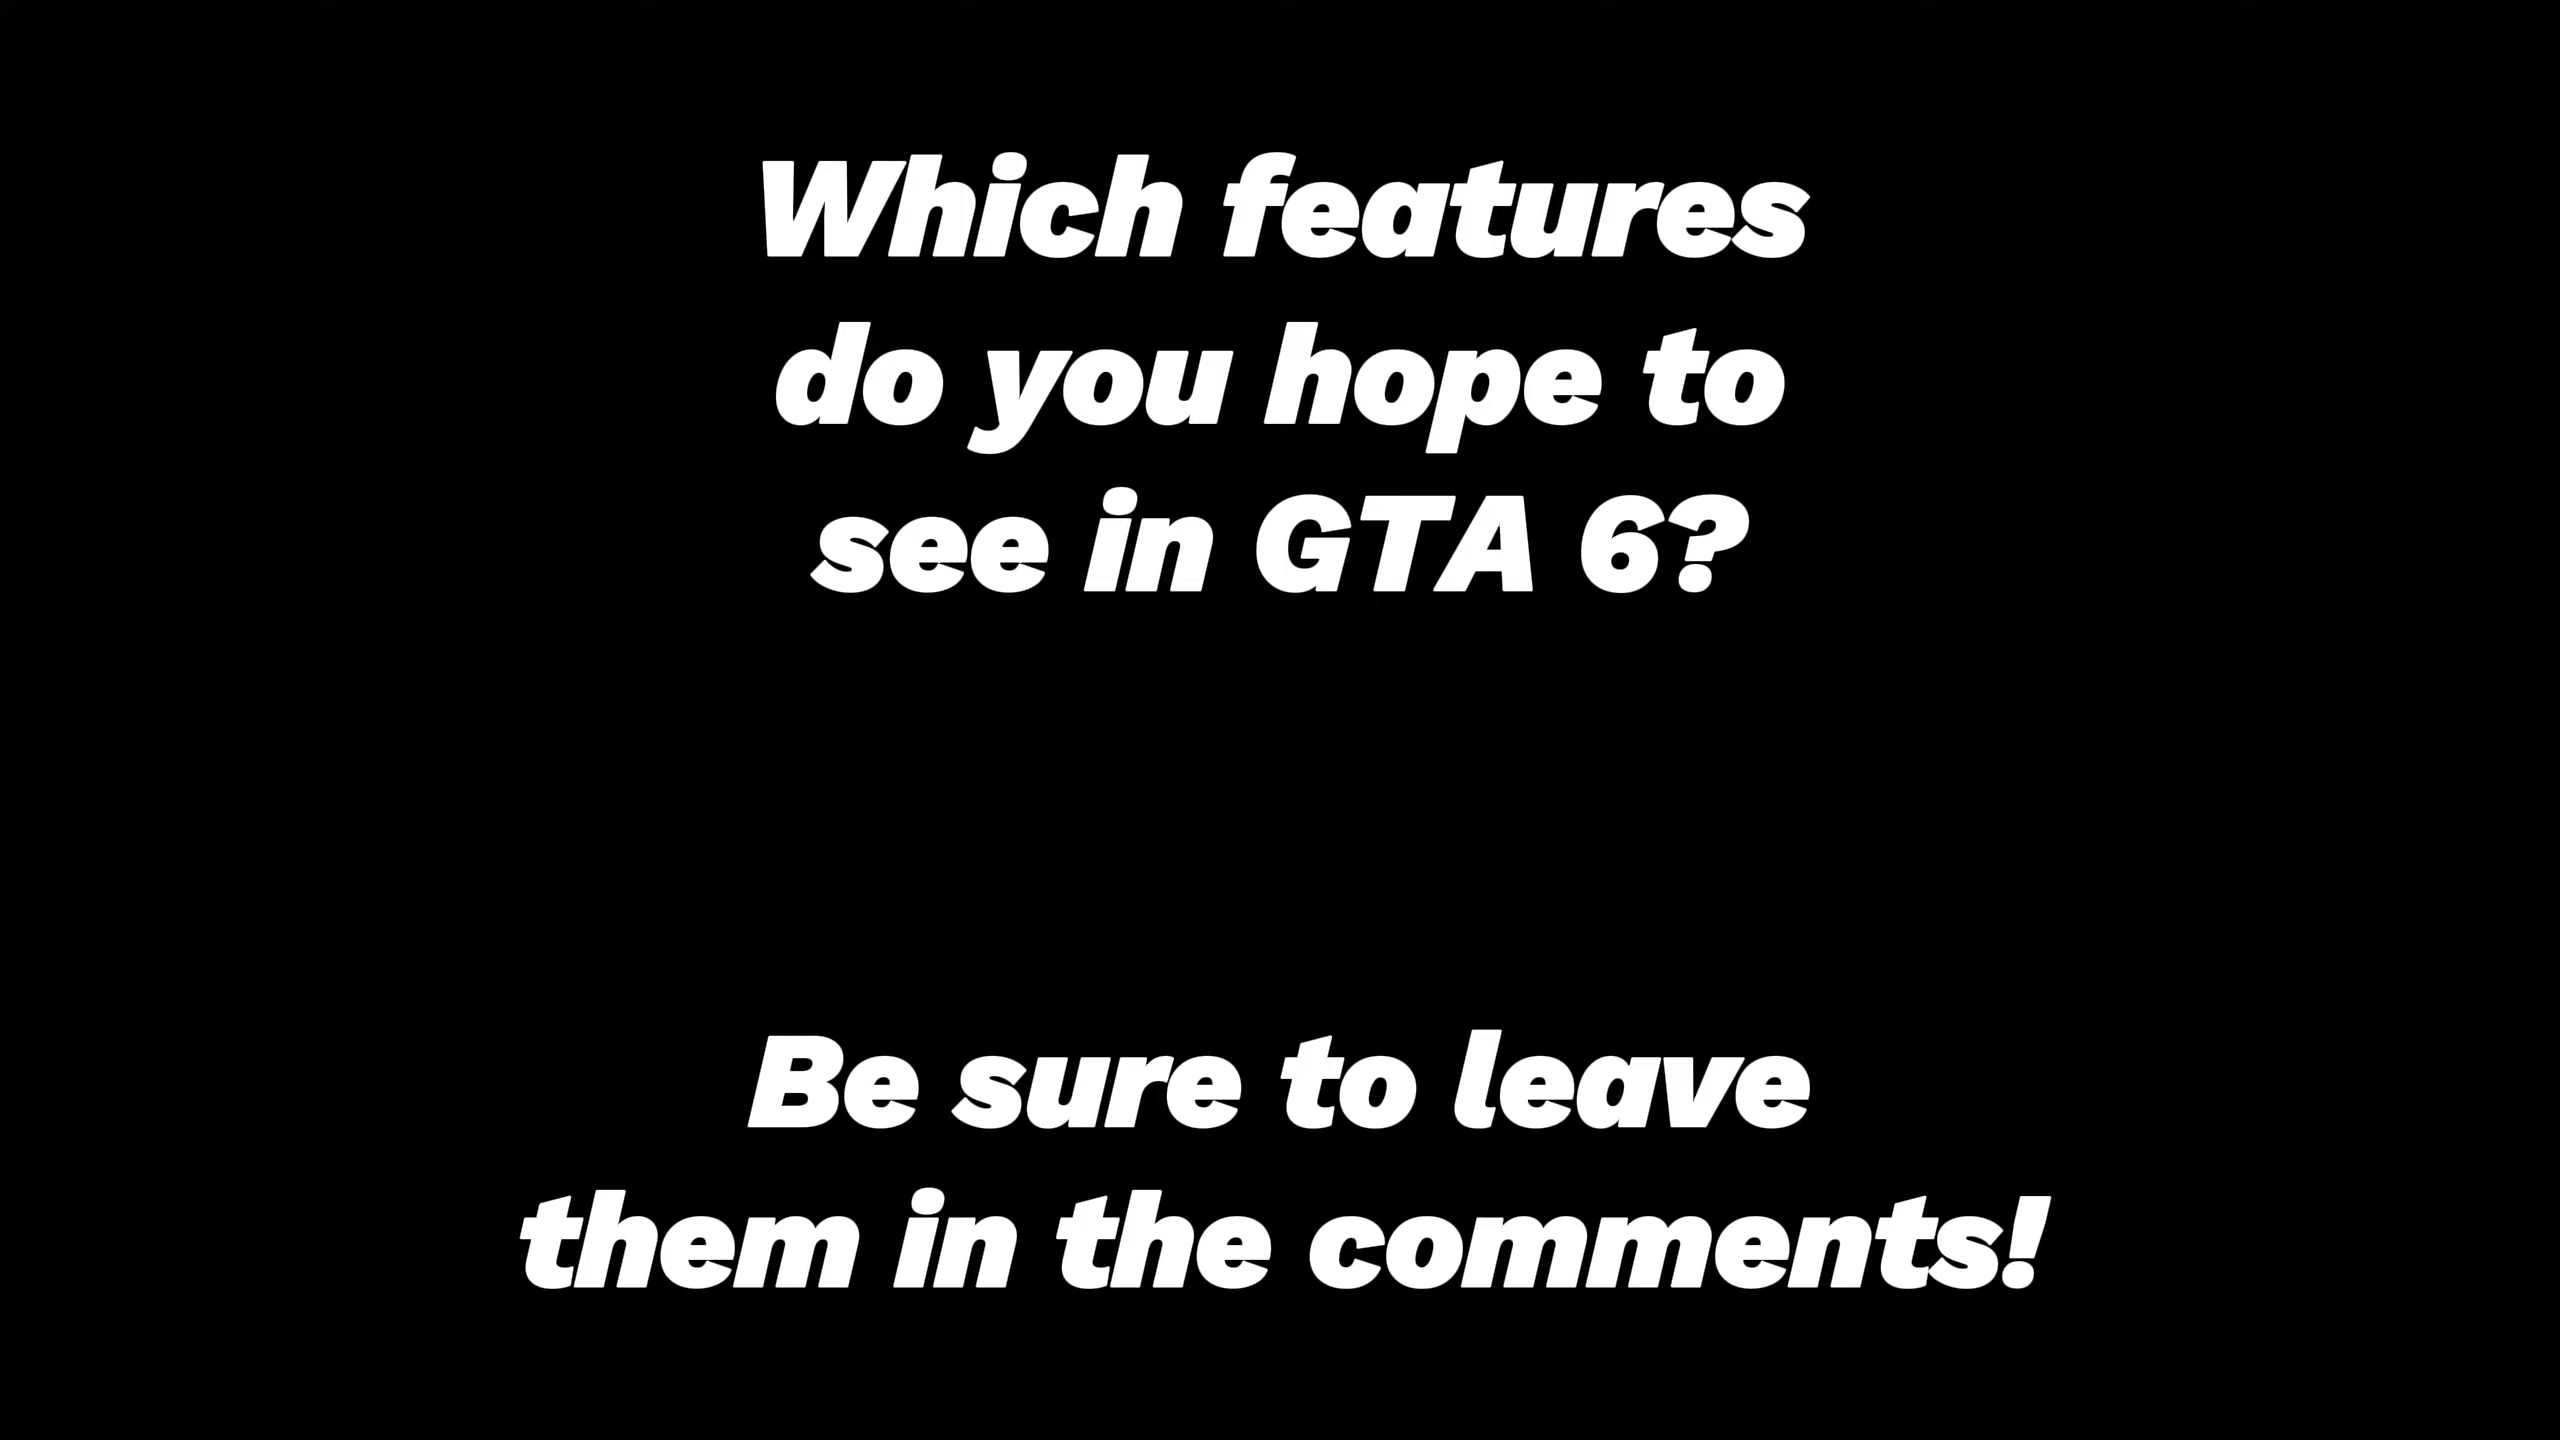 Which features
do you hope to
see in GTA 6?
Be sure to leave
them in the comments!